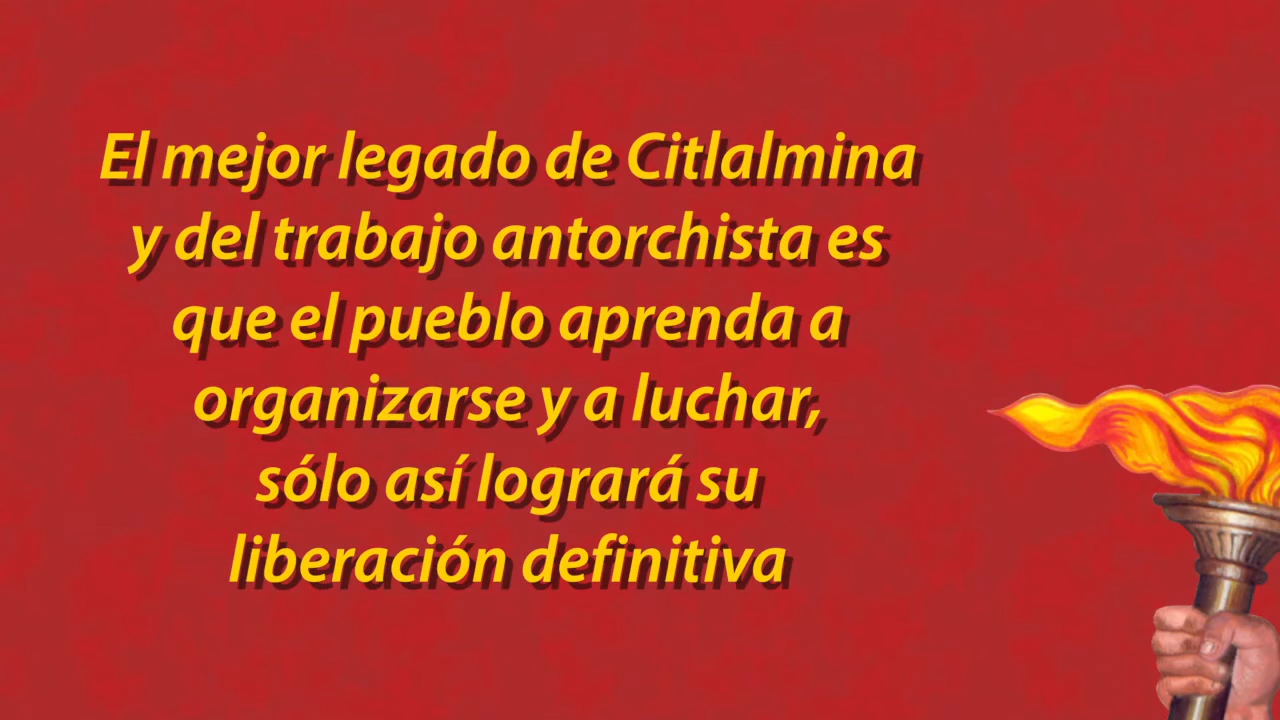 El mejor legado de Citlalmina
y del trabajo antorchista es
que el pueblo aprenda a
organizarse y a luchar,
sólo así logrará su
liberación definitiva